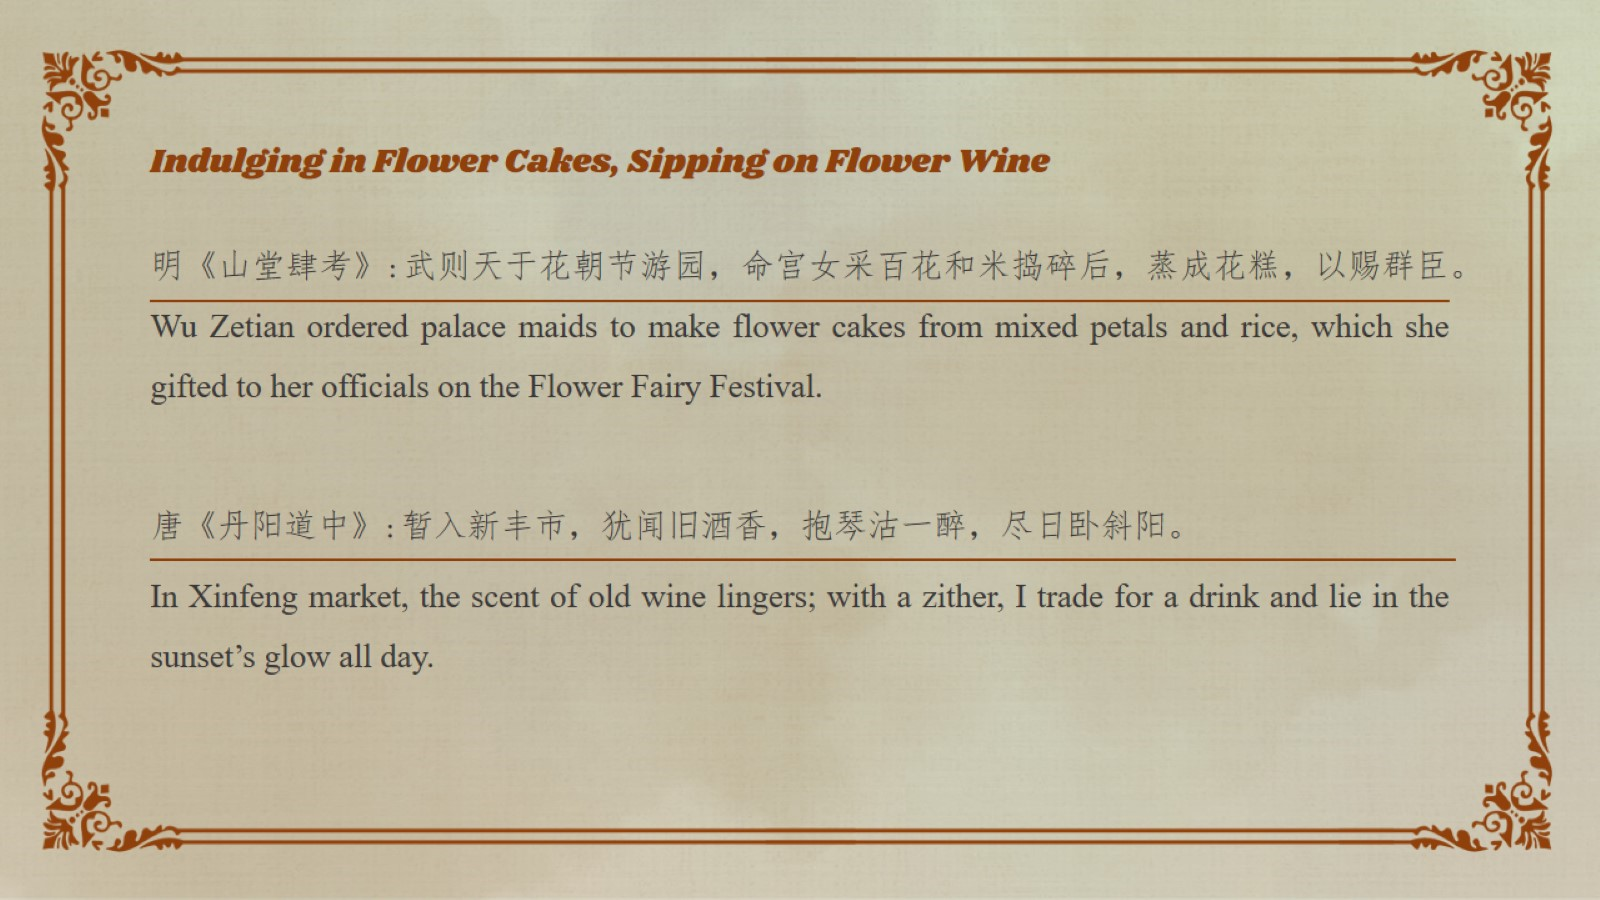 Indulging in Flower Cakes, Sipping on Flower Wine
明《山堂肆考》:武则天于花朝节游园，命宫女采百花和米捣碎后，蒸成花糕，以赐群臣。
Wu Zetian ordered palace maids to make flower cakes from mixed petals and rice, which she
gifted to her officials on the Flower Fairy Festival.
唐《丹阳道中》:暂入新丰市，犹闻旧酒香，抱琴沽一醉，尽日卧斜阳。
In Xinfeng market, the scent of old wine lingers; with a zither, I trade for a drink and lie in the
sunset’s glow all day.